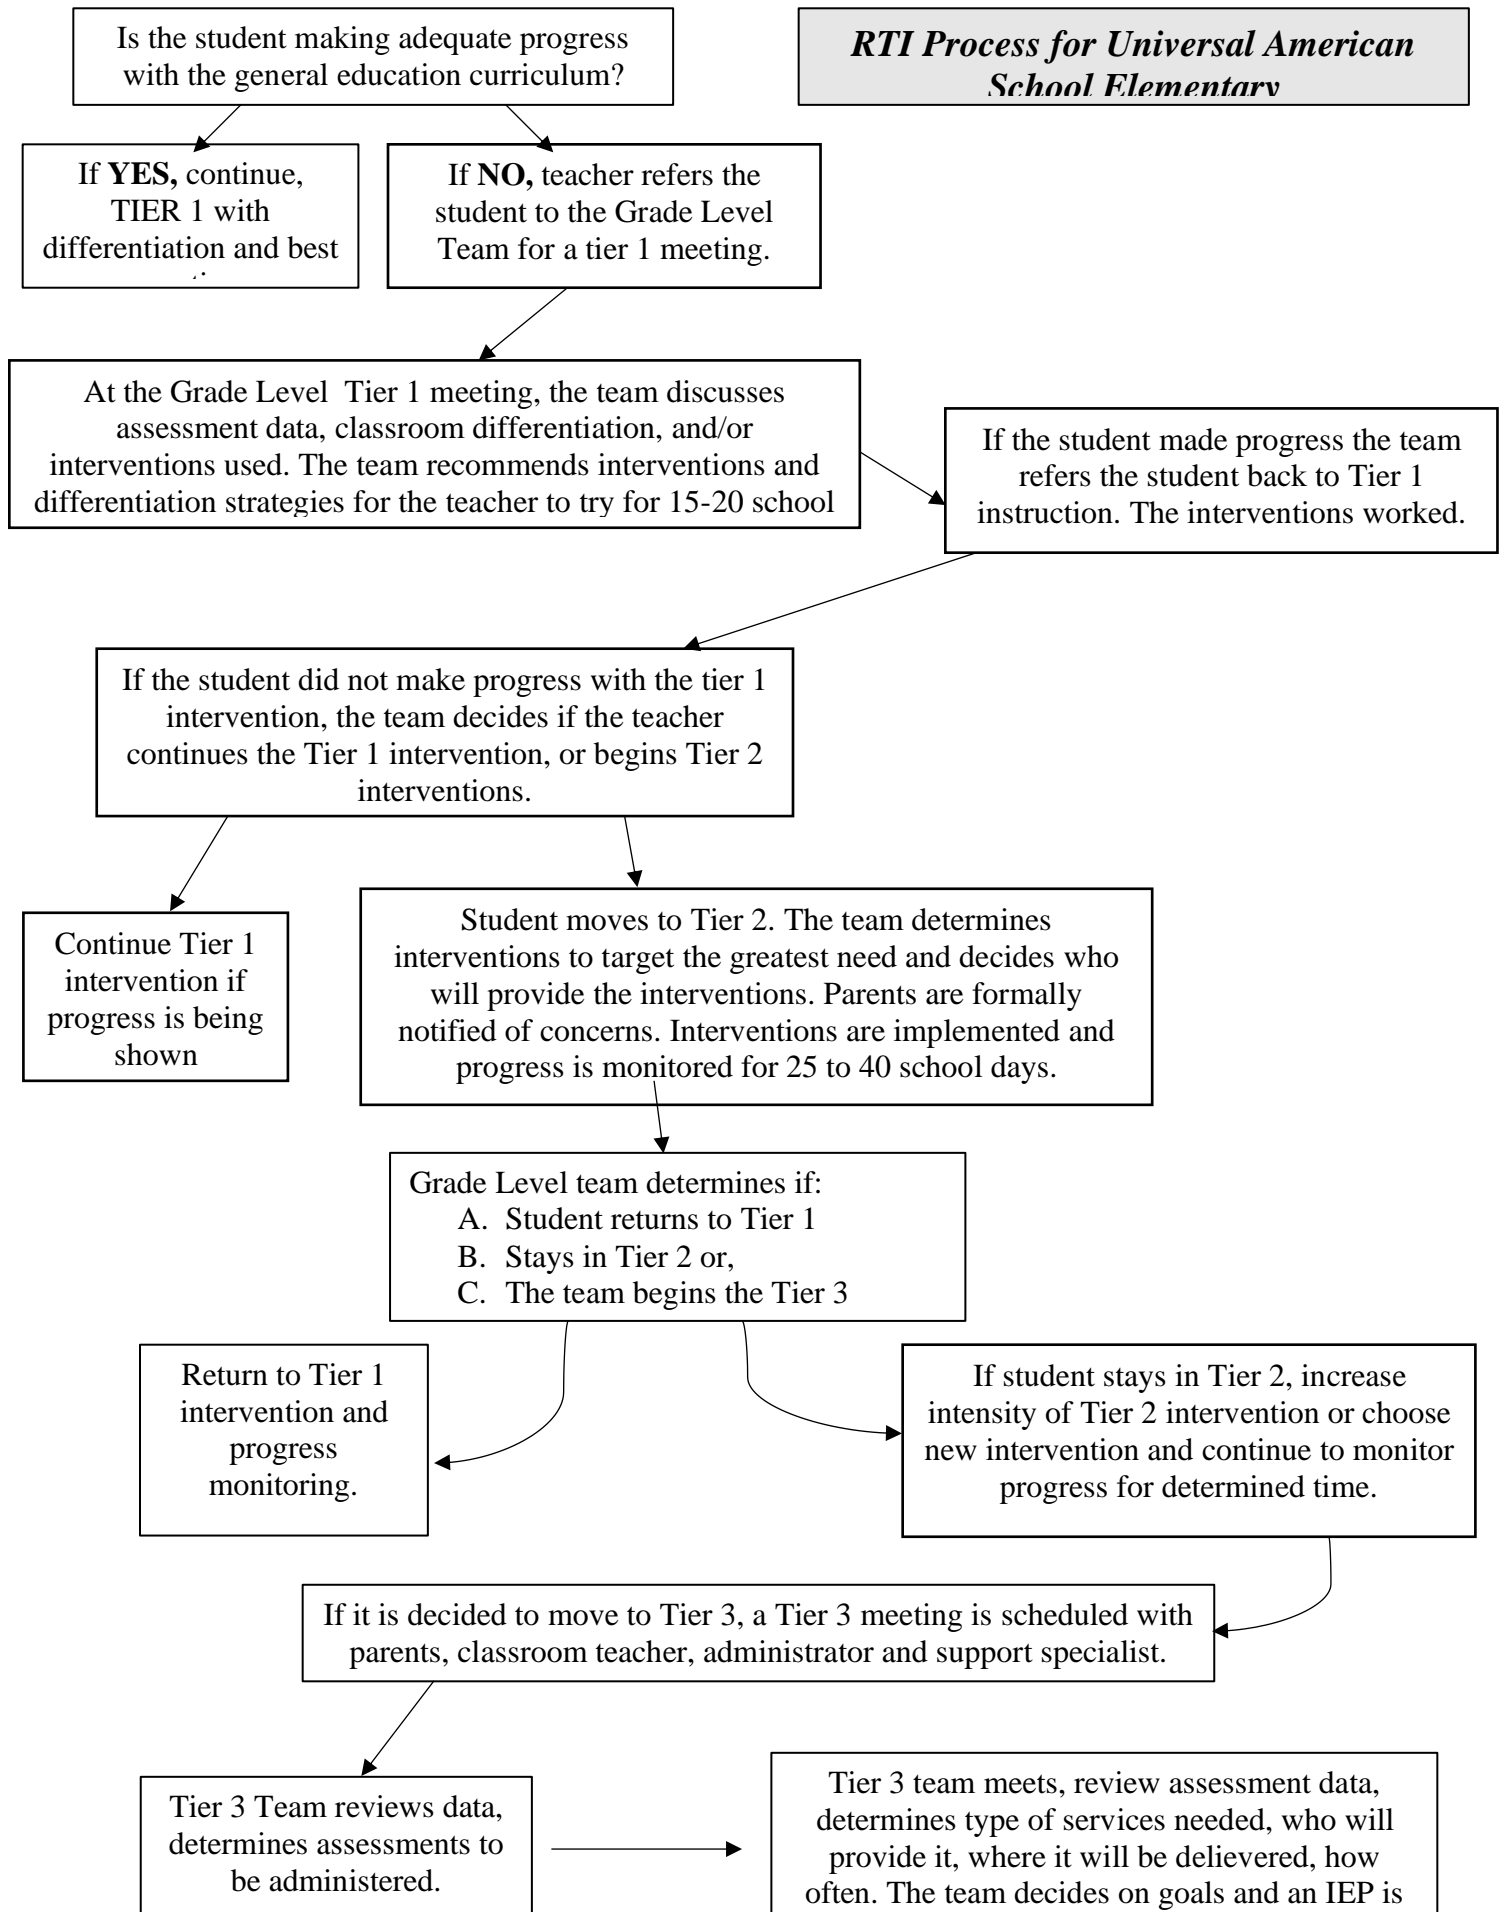 Is the student making adequate progress
with the general education curriculum?
RTI Process for Universal American
School Elementary
If YES, continue,
TIER 1 with
differentiation and best
If NO, teacher refers the
student to the Grade Level
Team for a tier 1 meeting.
At the Grade Level Tier 1 meeting, the team discusses
assessment data, classroom differentiation, and/or
interventions used. The team recommends interventions and
differentiation strategies for the teacher to try for 15-20 school
If the student made progress the team
refers the student back to Tier 1
instruction. The interventions worked.
If the student did not make progress with the tier 1
intervention, the team decides if the teacher
continues the Tier 1 intervention, or begins Tier 2
interventions.
Continue Tier 1
intervention if
progress is being
shown
Student moves to Tier 2. The team determines
interventions to target the greatest need and decides who
will provide the interventions. Parents are formally
notified of concerns. Interventions are implemented and
progress is monitored for 25 to 40 school days.
Grade Level team determines if:
A. Student returns to Tier 1
B. Stays in Tier 2 or,
C. The team begins the Tier 3
Return to Tier 1
intervention and
progress
monitoring.
If student stays in Tier 2, increase
intensity of Tier 2 intervention or choose
new intervention and continue to monitor
progress for determined time.
If it is decided to move to Tier 3, a Tier 3 meeting is scheduled with
parents, classroom teacher, administrator and support specialist.
Tier 3 Team reviews data,
determines assessments to
be administered.
Tier 3 team meets, review assessment data,
determines type of services needed, who will
provide it, where it will be delievered, how
often. The team decides on goals and an IEP is